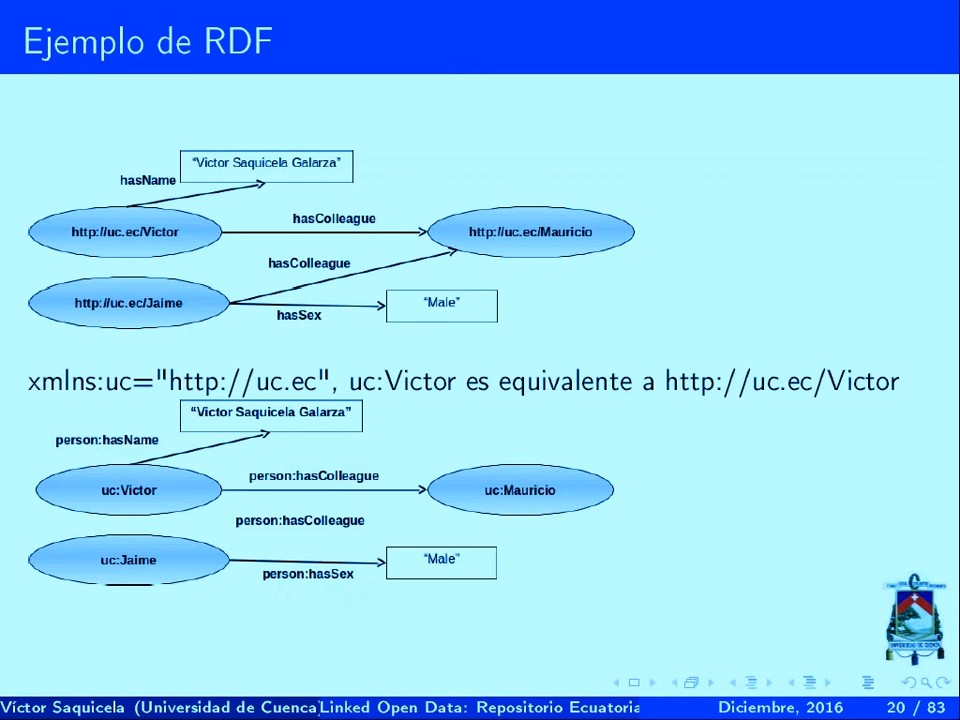 Ejemplo de RDF
"Victor Saquicela Galarza"
hasName
hasColleague
http://uc.ec/Victor
http://uc.ec/Mauricio
hasColleague
http://uc.ec/Jaime
"Male"
hasSex
xmlns:uc="http://uc.ec", uc:Victor es equivalente a http://uc.ec/Victor
"Victor Saquicela Galarza"
person:hasName
person:hasColleague
uc:Victor
uc:Mauricio
person:hasColleague
uc:Jaime
"Male"
person:hasSex
Víctor Saquicela (Universidad de Cuenca)
Linked Open Data: Repositorio Ecuatoria
Diciembre, 2016
20 / 83